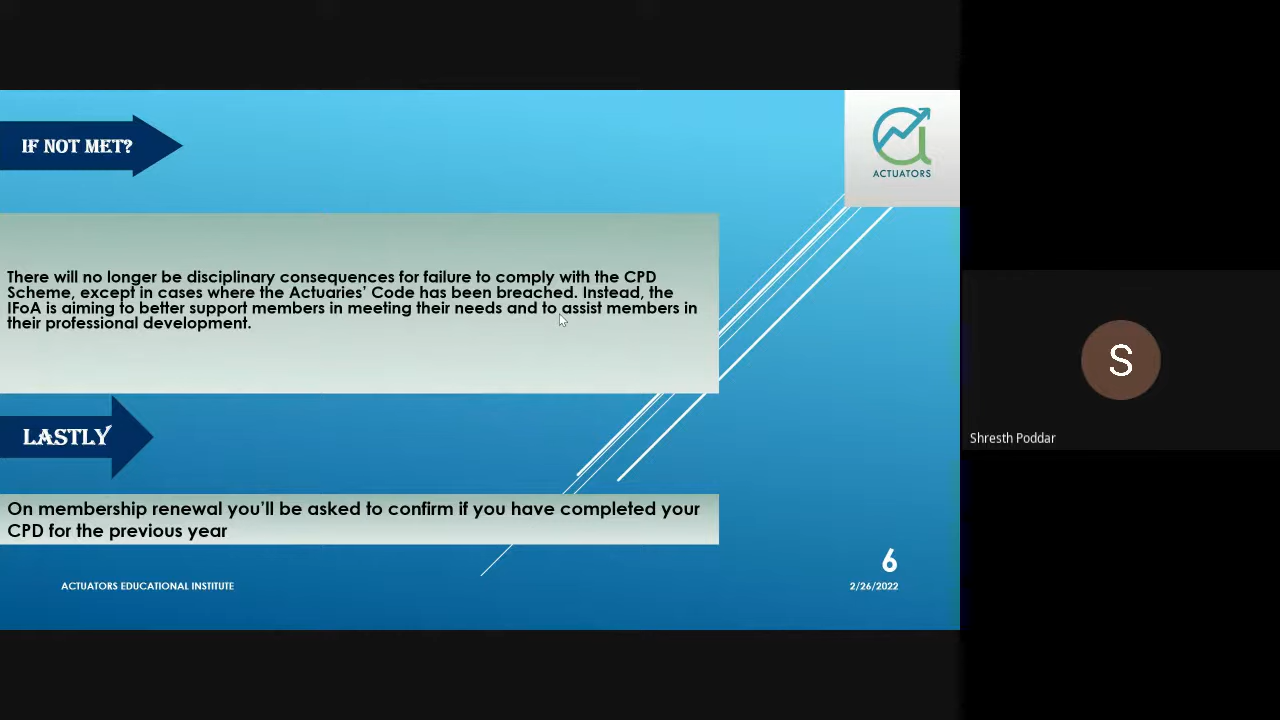 IF NOT MET?
ACTUATORS
There will no longer be disciplinary consequences for failure to comply with the CPD
Scheme, except in cases where the Actuaries’ Code has been breached. Instead, the
IFoA is aiming to better support members in meeting their needs and to assist members in
their professional development.
S
Shresth Poddar
LASTLY
On membership renewal you’ll be asked to confirm if you have completed your
CPD for the previous year
6
ACTUATORS EDUCATIONAL INSTITUTE
2/26/2022